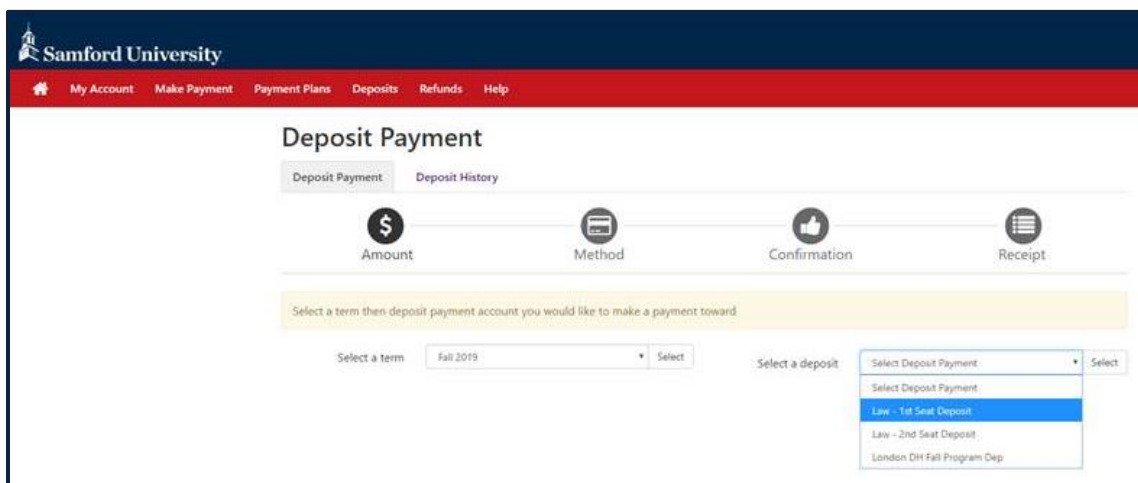 Samford University
My Account Make Payment Payment Plans Deposits Refunds Help
Deposit Payment
Deposit Payment Deposit History
$
Amount Method Confirmation Receipt
Select a term then deposit payment account you would like to make a payment toward.
Select a term Fall 2019 Select Select a deposit Select Deposit Payment Select
Select Deposit Payment
Law - 1st Seat Deposit
Law - 2nd Seat Deposit
London DH Fall Program Dep